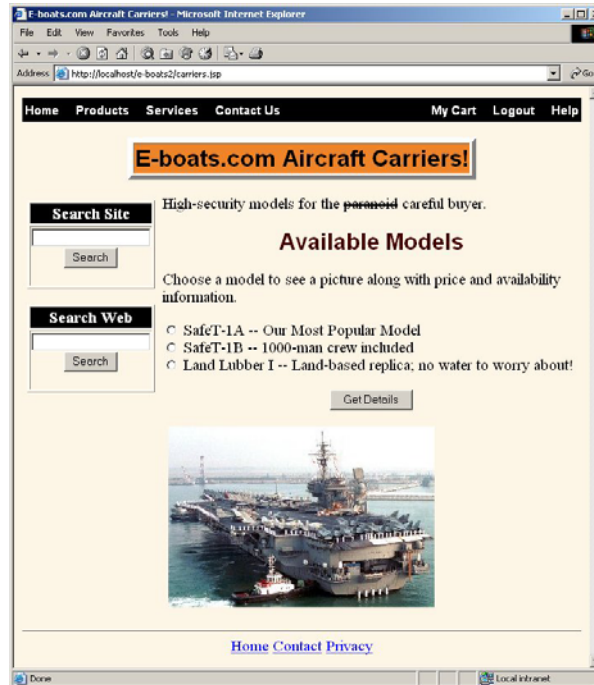 E-boats.com Aircraft Carriers! - Microsoft Internet Explorer
File Edit View Favorites Tools Help
Address http://localhost/e-boats2/carriers.jsp Go
Home Products Services Contact Us My Cart Logout Help
E-boats.com Aircraft Carriers!
Search Site
Search
Search Web
Search
High-security models for the paranoid careful buyer.
Available Models
Choose a model to see a picture along with price and availability
information.
SafeT-1A -- Our Most Popular Model
SafeT-1B -- 1000-man crew included
Land Lubber I -- Land-based replica; no water to worry about!
Get Details
Home Contact Privacy
Done Local intranet